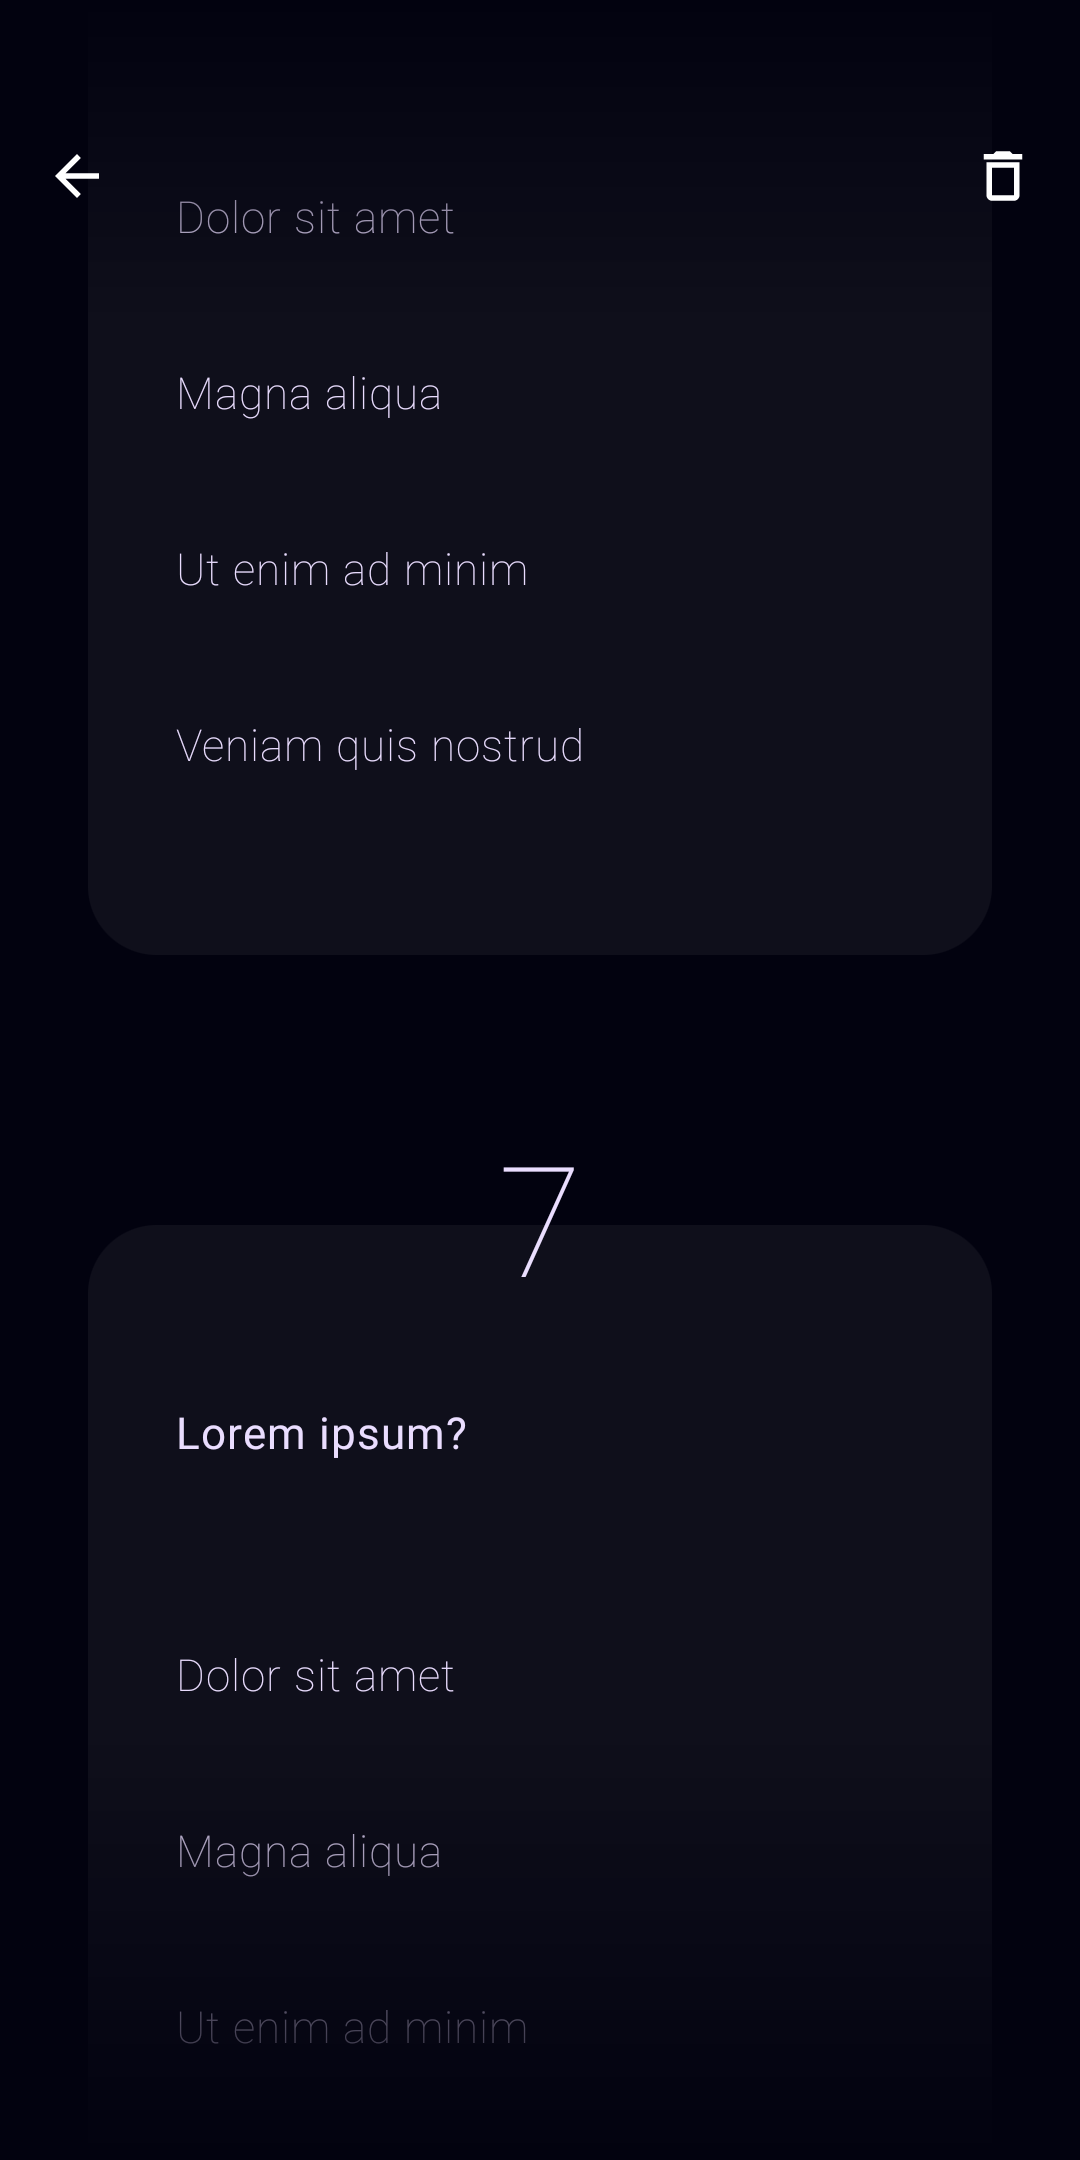 Dolor sit amet
Magna aliqua
Ut enim ad minim
Veniam quis nostrud
7
Lorem ipsum?
Dolor sit amet
Magna aliqua
Ut enim ad minim